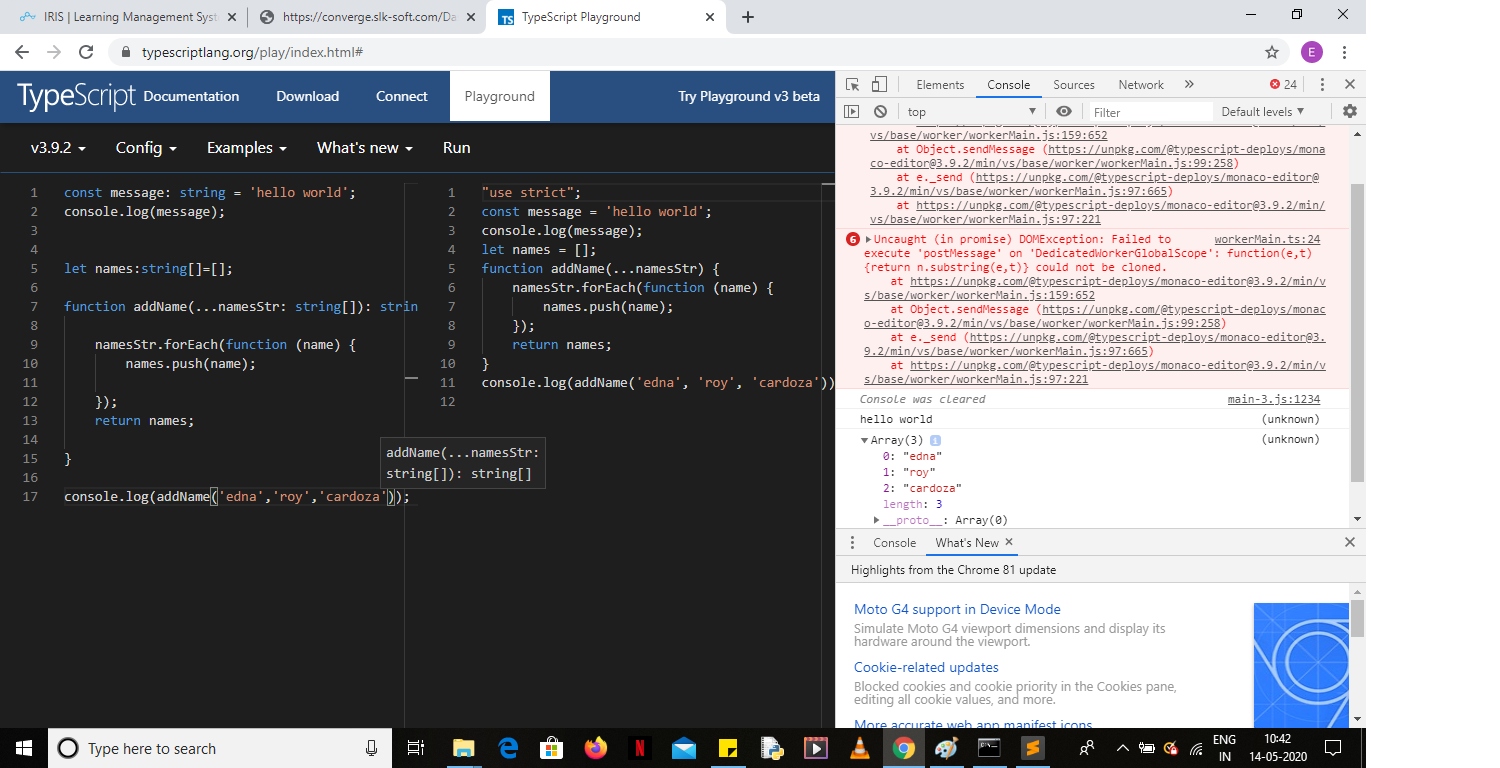 IRIS | Learning Management Syst
https://converge.slk-soft.com/Da
TS TypeScript Playground
typescriptlang.org/play/index.html#
E
TypeScript Documentation Download Connect Playground Try Playground v3 beta
v3.9.2 Config Examples What's new Run
1 const message: string = 'hello world';
2 console.log(message);
3
4
5 let names:string[]=[];
6
7 function addName(...namesStr: string[]): strin
8
9 namesStr.forEach(function (name) {
10 names.push(name);
11
12 });
13 return names;
14
15 }
16
17 console.log(addName('edna','roy','cardoza'));
addName(...namesStr:
string[]): string[]
1 "use strict";
2 const message = 'hello world';
3 console.log(message);
4 let names = [];
5 function addName(...namesStr) {
6 namesStr.forEach(function (name) {
7 names.push(name);
8 });
9 return names;
10 }
11 console.log(addName('edna', 'roy', 'cardoza'))
12
Elements Console Sources Network 24
top Filter Default levels
vs/base/worker/workerMain.js:159:652
at Object.sendMessage (https://unpkg.com/@typescript-deploys/mona
co-editor@3.9.2/min/vs/base/worker/workerMain.js:99:258)
at e._send (https://unpkg.com/@typescript-deploys/monaco-editor@
3.9.2/min/vs/base/worker/workerMain.js:97:665)
at https://unpkg.com/@typescript-deploys/monaco-editor@3.9.2/min/
vs/base/worker/workerMain.js:97:221
6 Uncaught (in promise) DOMException: Failed to workerMain.ts:24
execute 'postMessage' on 'DedicatedWorkerGlobalScope': function(e,t)
{return n.substring(e,t)} could not be cloned.
at https://unpkg.com/@typescript-deploys/monaco-editor@3.9.2/min/v
s/base/worker/workerMain.js:159:652
at Object.sendMessage (https://unpkg.com/@typescript-deploys/monac
o-editor@3.9.2/min/vs/base/worker/workerMain.js:99:258)
at e._send (https://unpkg.com/@typescript-deploys/monaco-editor@3.
9.2/min/vs/base/worker/workerMain.js:97:665)
at https://unpkg.com/@typescript-deploys/monaco-editor@3.9.2/min/v
s/base/worker/workerMain.js:97:221
Console was cleared main-3.js:1234
hello world (unknown)
Array(3) i (unknown)
0: "edna"
1: "roy"
2: "cardoza"
length: 3
__proto__: Array(0)
Console What's New
Highlights from the Chrome 81 update
Moto G4 support in Device Mode
Simulate Moto G4 viewport dimensions and display its
hardware around the viewport.
Cookie-related updates
Blocked cookies and cookie priority in the Cookies pane,
editing all cookie values, and more.
More accurate web app manifest icons
Type here to search
ENG
IN
10:42
14-05-2020